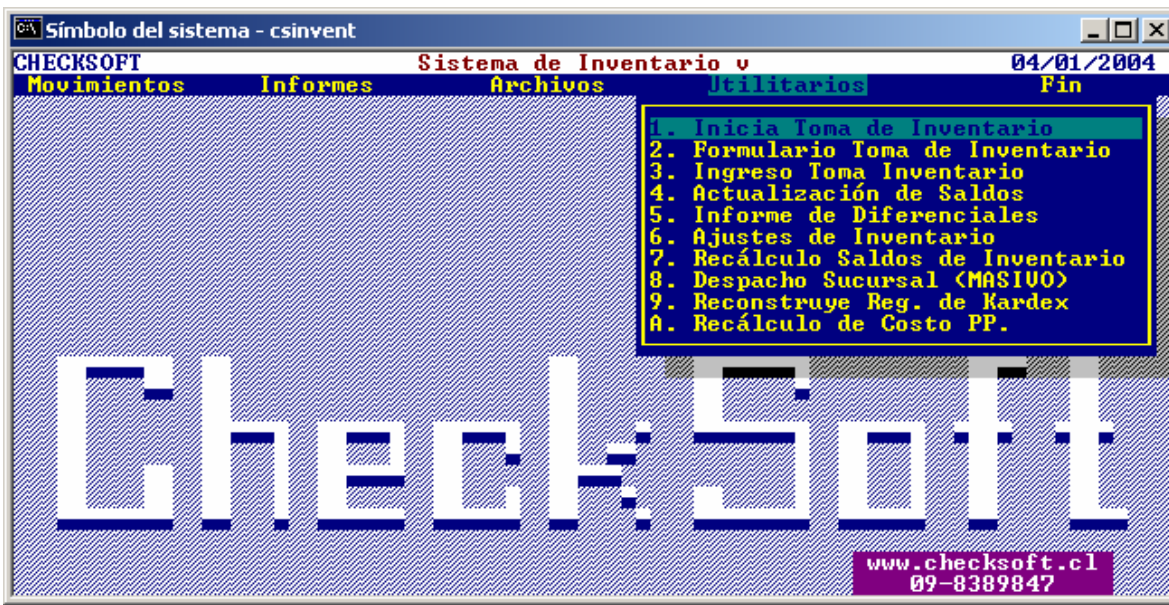 Símbolo del sistema - csinvent
CHECKSOFT Sistema de Inventario v 04/01/2004
Movimientos Informes Archivos Utilitarios Fin
1. Inicia Toma de Inventario
2. Formulario Toma de Inventario
3. Ingreso Toma Inventario
4. Actualización de Saldos
5. Informe de Diferenciales
6. Ajustes de Inventario
7. Recálculo Saldos de Inventario
8. Despacho Sucursal (MASIVO)
9. Reconstruye Reg. de Kardex
A. Recálculo de Costo PP.
CheckSoft
www.checksoft.cl
09-8389847